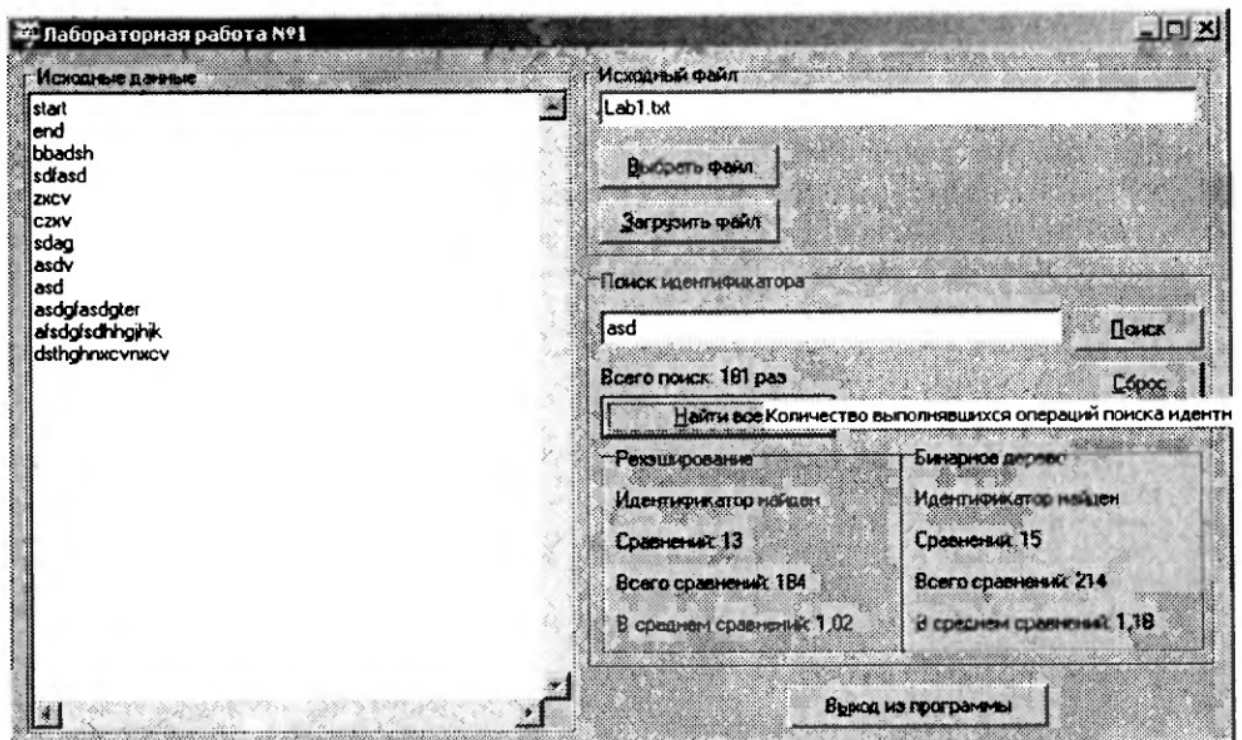 Лабораторная работа №1
Исходные данные
start
end
bbadsh
sdfasd
zxcv
czxv
sdag
asdv
asd
asdgfasdgter
afsdgfsdhhgjhjk
dsthghnxcvnxcv
Исходный файл
Lab1.txt
Выбрать файл
Загрузить файл
Поиск идентификатора
asd
Поиск
Всего поиск: 181 раз
Сброс
Найти все
Количество выполнявшихся операций поиска иденти
Рехэширование
Идентификатор найден
Сравнений: 13
Всего сравнений: 184
В среднем сравнений: 1,02
Бинарное дерево
Идентификатор найден
Сравнений: 15
Всего сравнений: 214
В среднем сравнений: 1,18
Выход из программы